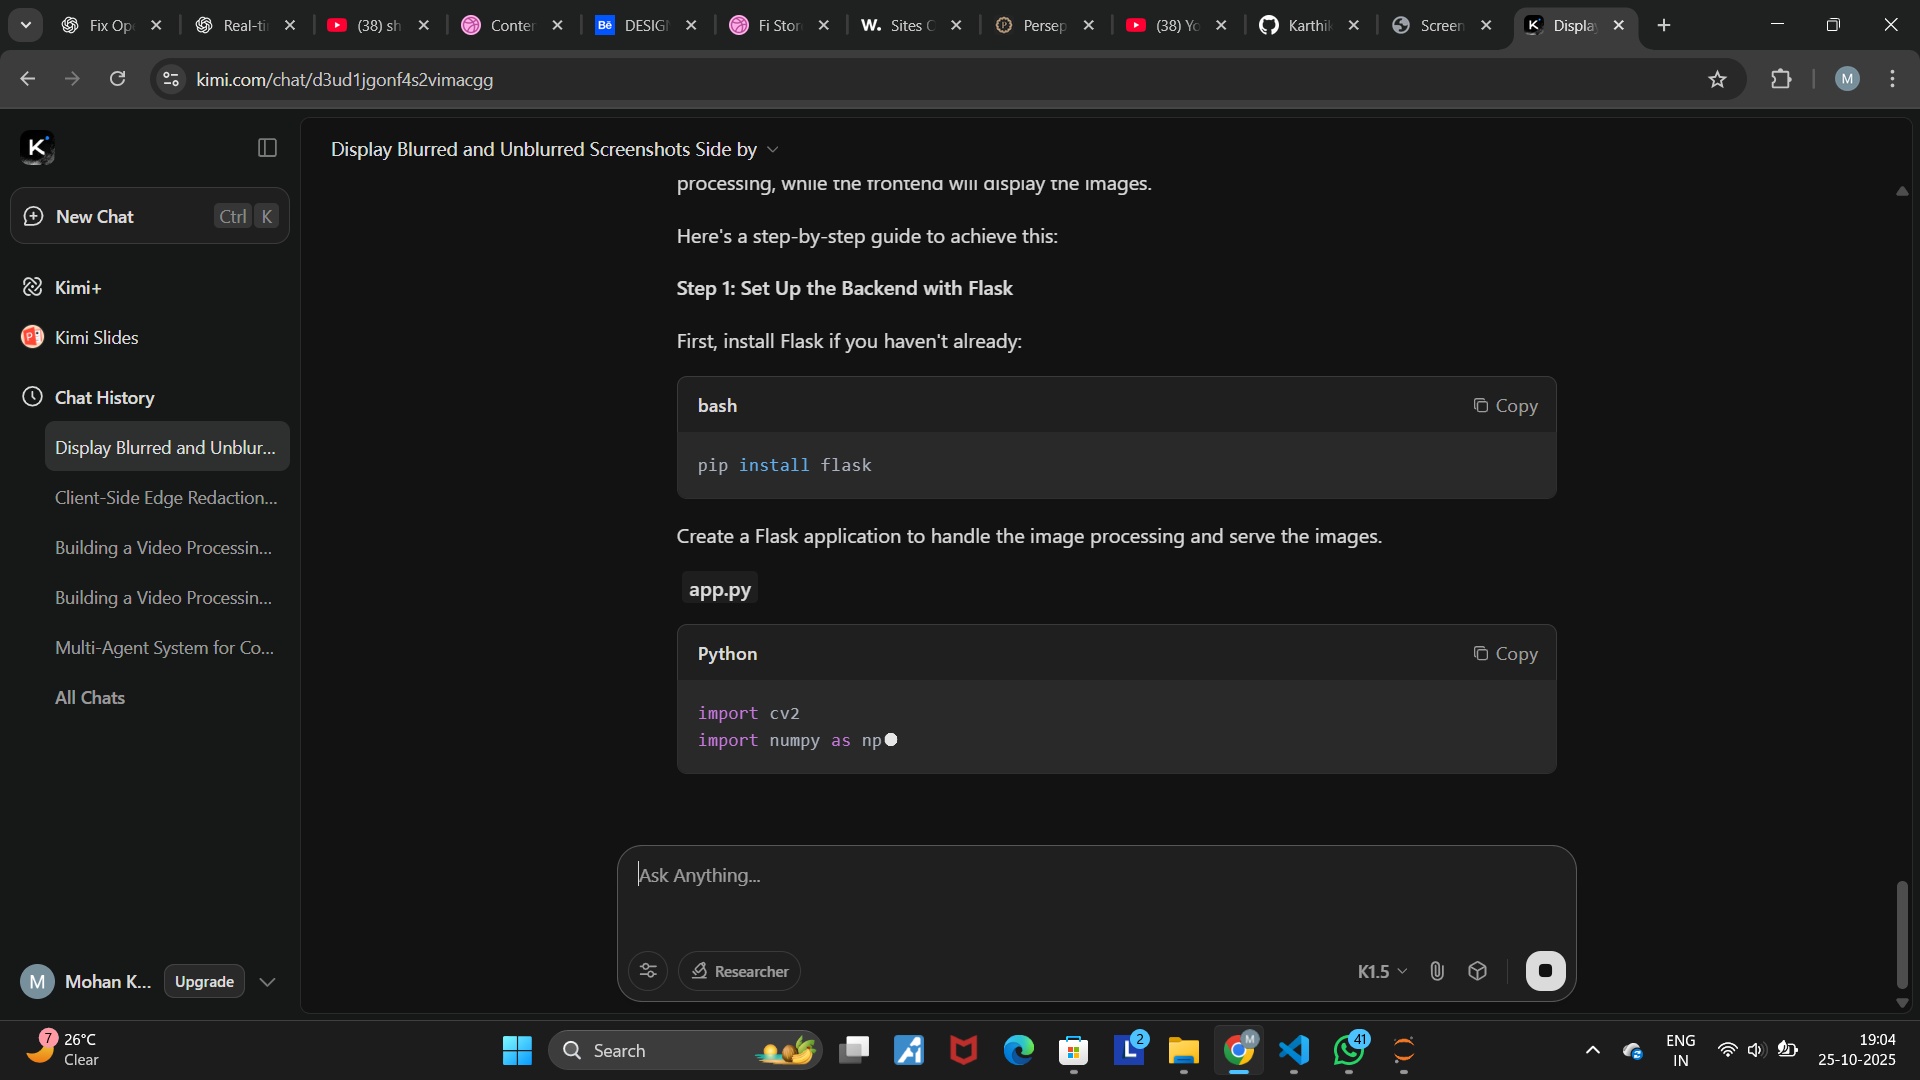 Fix Op
Real-ti
(38) sh
Conter
DESIG
Fi Stor
W. Sites
Persep
(38) Yo
Karthik
Screer
Displa
kimi.com/chat/d3ud1jgonf4s2vimacgg
M
K
Display Blurred and Unblurred Screenshots Side by
New Chat
Ctrl K
Kimi+
Kimi Slides
Chat History
Display Blurred and Unblur...
Client-Side Edge Redaction...
Building a Video Processin...
Building a Video Processin...
Multi-Agent System for Co...
All Chats
processing, while the frontend will display the images.
Here's a step-by-step guide to achieve this:
Step 1: Set Up the Backend with Flask
First, install Flask if you haven't already:
bash
Copy
pip install flask
Create a Flask application to handle the image processing and serve the images.
app.py
Python
Copy
import cv2
import numpy as np
Ask Anything...
Researcher
K1.5
M
Mohan K...
Upgrade
7
26°C
Clear
Search
2
M
41
ENG
IN
19:04
25-10-2025